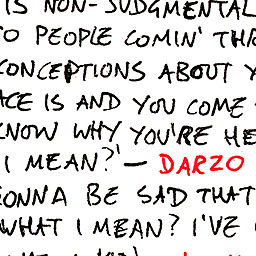 IS NON-JUDGMENTAL
TO PEOPLE COMIN' THR
CONCEPTIONS ABOUT Y
ACE IS AND YOU COME
KNOW WHY YOU'RE HE
I MEAN?' — DARZO
GONNA BE SAD THAT
WHAT I MEAN? I'VE